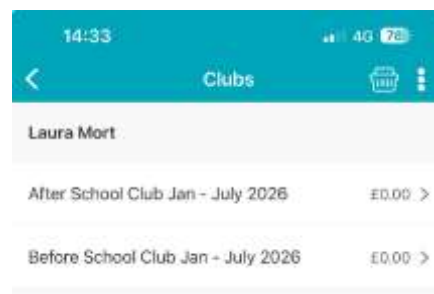 14:33
4G 78
Clubs
Laura Mort
After School Club Jan - July 2026 £0.00
Before School Club Jan - July 2026 £0.00